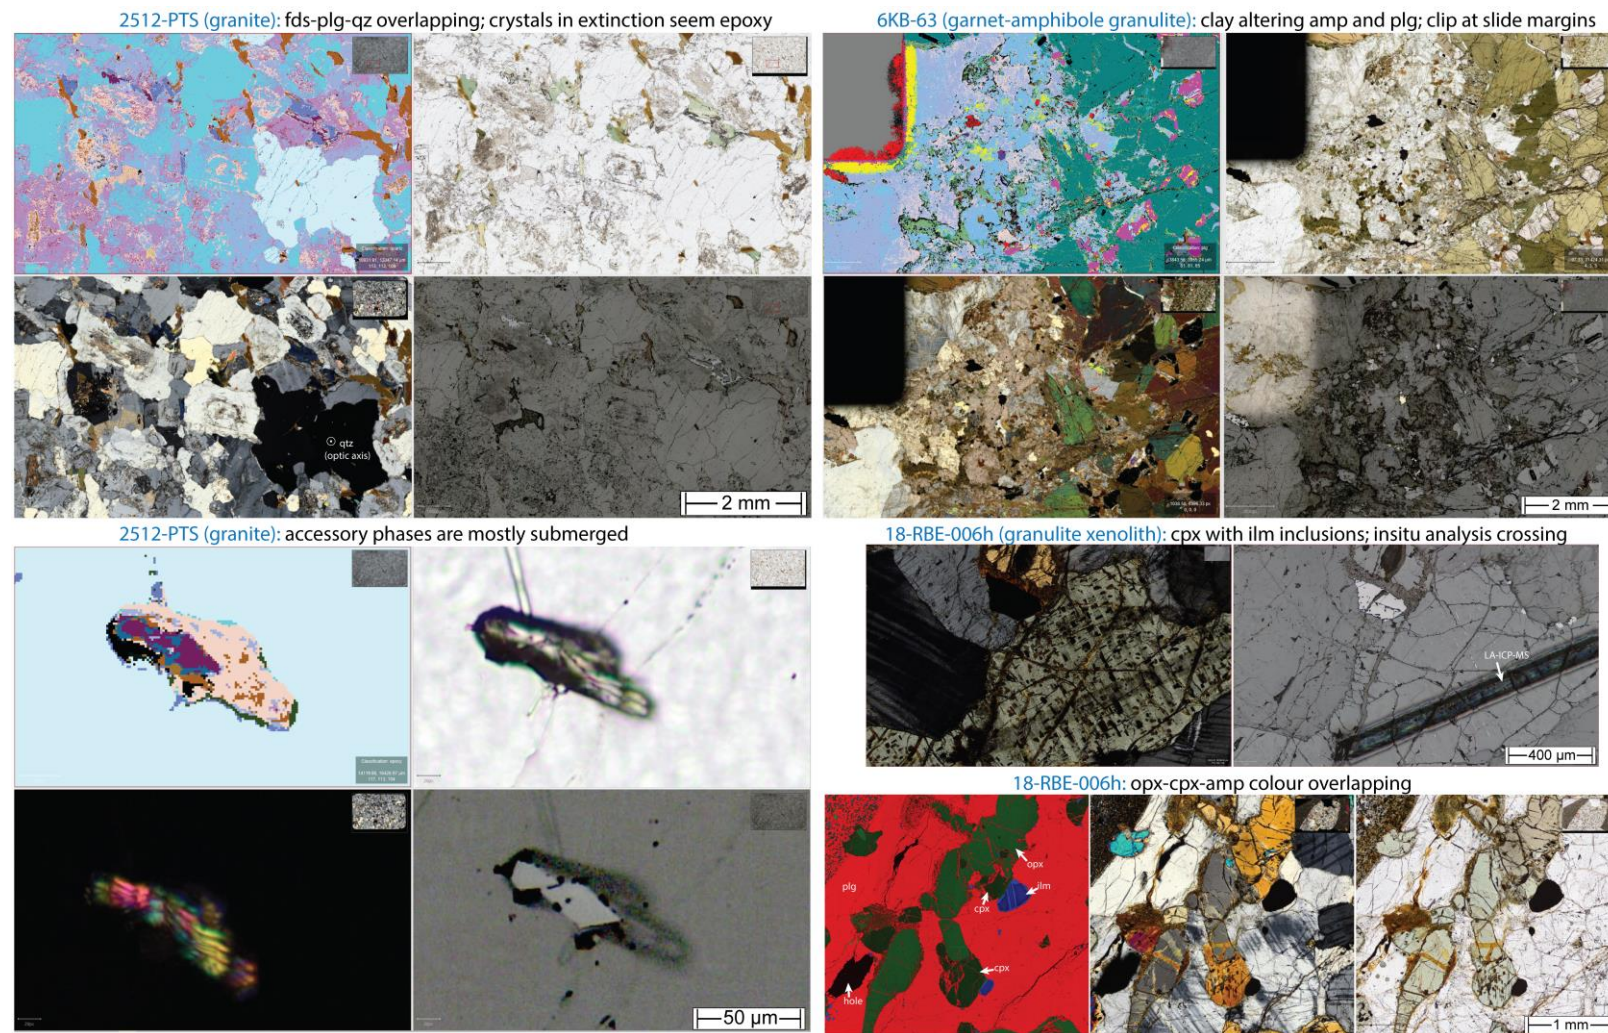 2512-PTS (granite): fds-plg-qz overlapping; crystals in extinction seem epoxy
6KB-63 (garnet-amphibole granulite): clay altering amp and plg; clip at slide margins
qtz
(optic axis)
2 mm
2 mm
2512-PTS (granite): accessory phases are mostly submerged
18-RBE-006h (granulite xenolith): cpx with ilm inclusions; insitu analysis crossing
LA-ICP-MS
400 µm
18-RBE-006h: opx-cpx-amp colour overlapping
opx
plg
ilm
cpx
cpx
hole
50 µm
1 mm